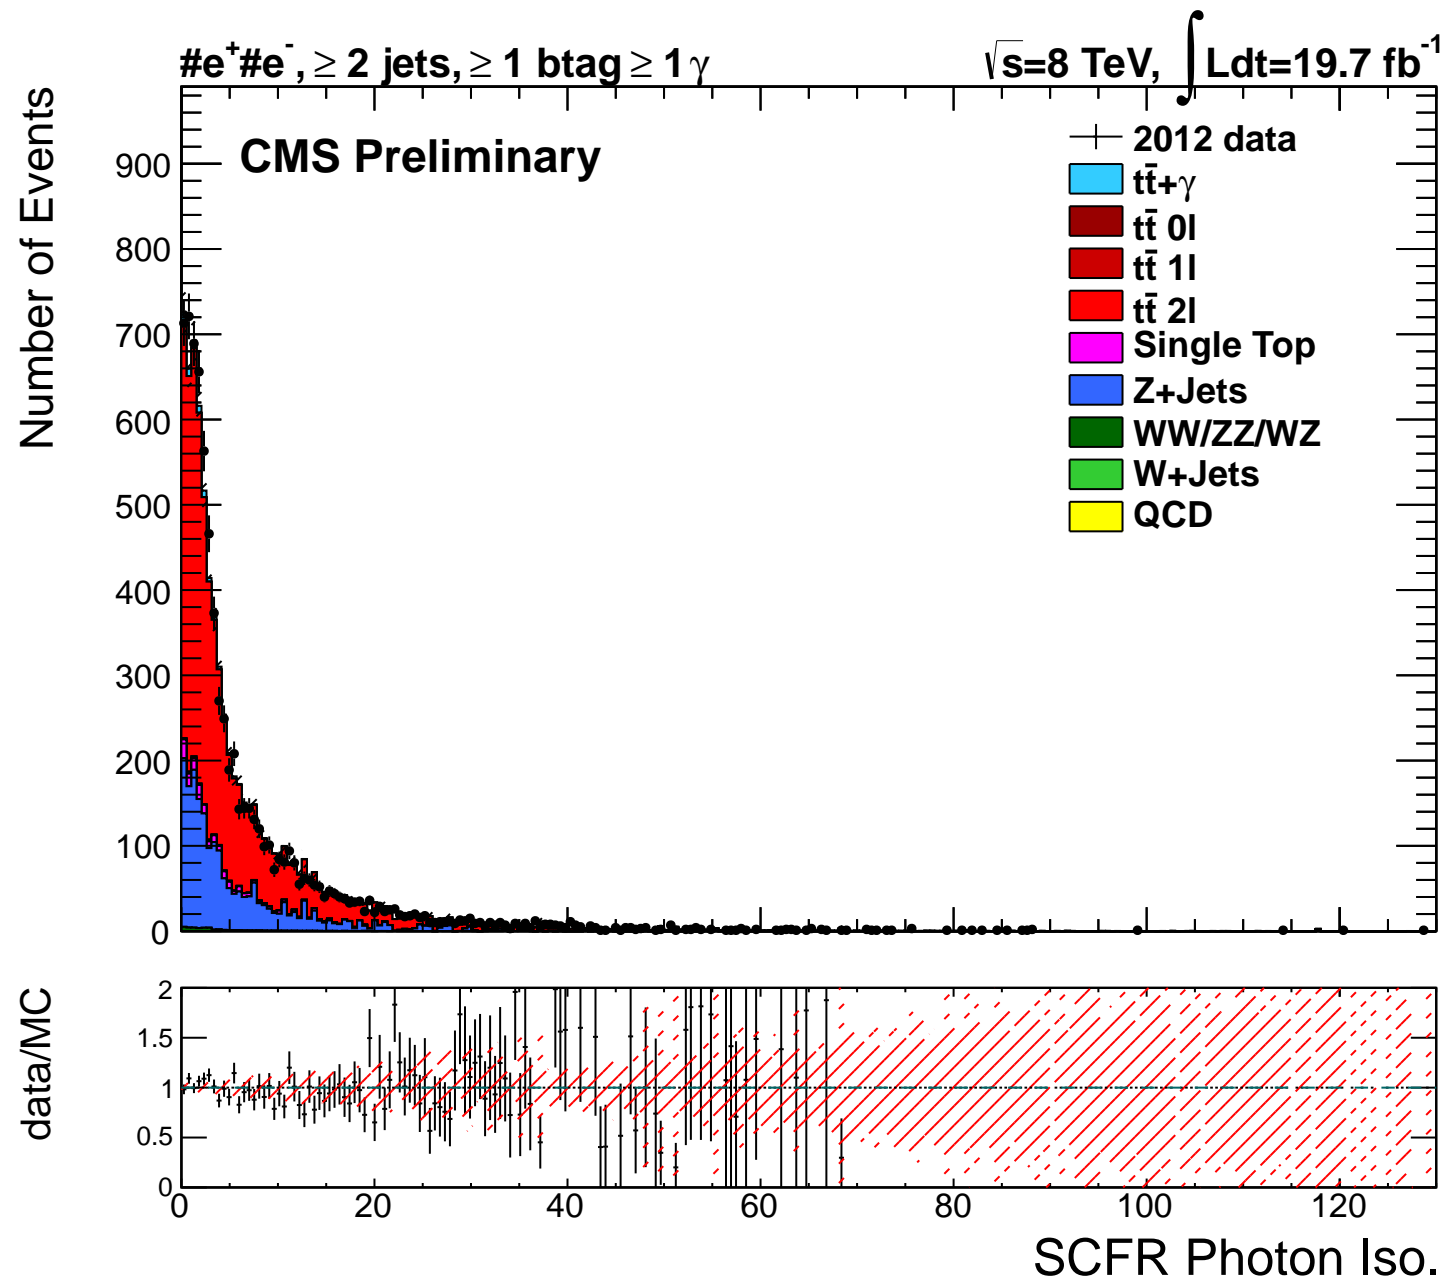 #e⁺#e⁻, ≥ 2 jets, ≥ 1 btag ≥ 1 γ
√s=8 TeV, ∫ Ldt=19.7 fb⁻¹
CMS Preliminary
2012 data
tt̄+γ
tt̄ 0l
tt̄ 1l
tt̄ 2l
Single Top
Z+Jets
WW/ZZ/WZ
W+Jets
QCD
Number of Events
900
800
700
600
500
400
300
200
100
0
data/MC
2
1.5
1
0.5
0
0 20 40 60 80 100 120
SCFR Photon Iso.